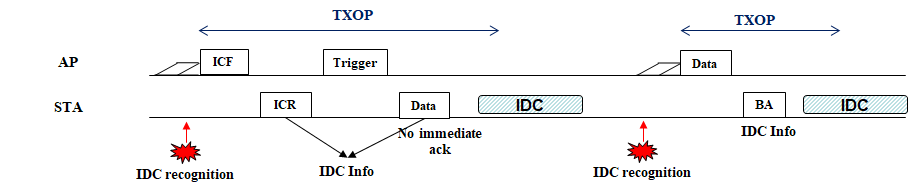 TXOP
TXOP
AP
ICF
Trigger
Data
STA
ICR
Data
IDC
BA
IDC
No immediate
ack
IDC Info
IDC Info
IDC recognition
IDC recognition